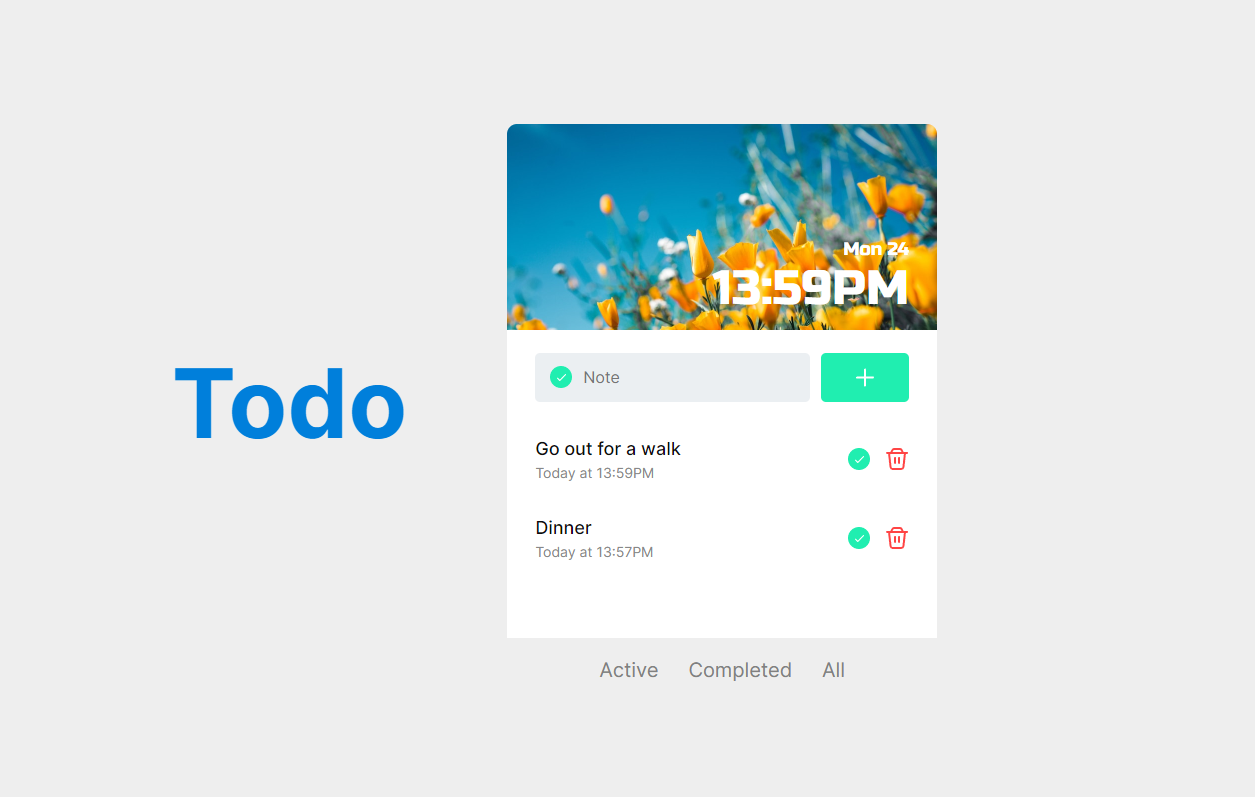 Todo
Mon 24
13:59PM
Note
Go out for a walk
Today at 13:59PM
Dinner
Today at 13:57PM
Active Completed All